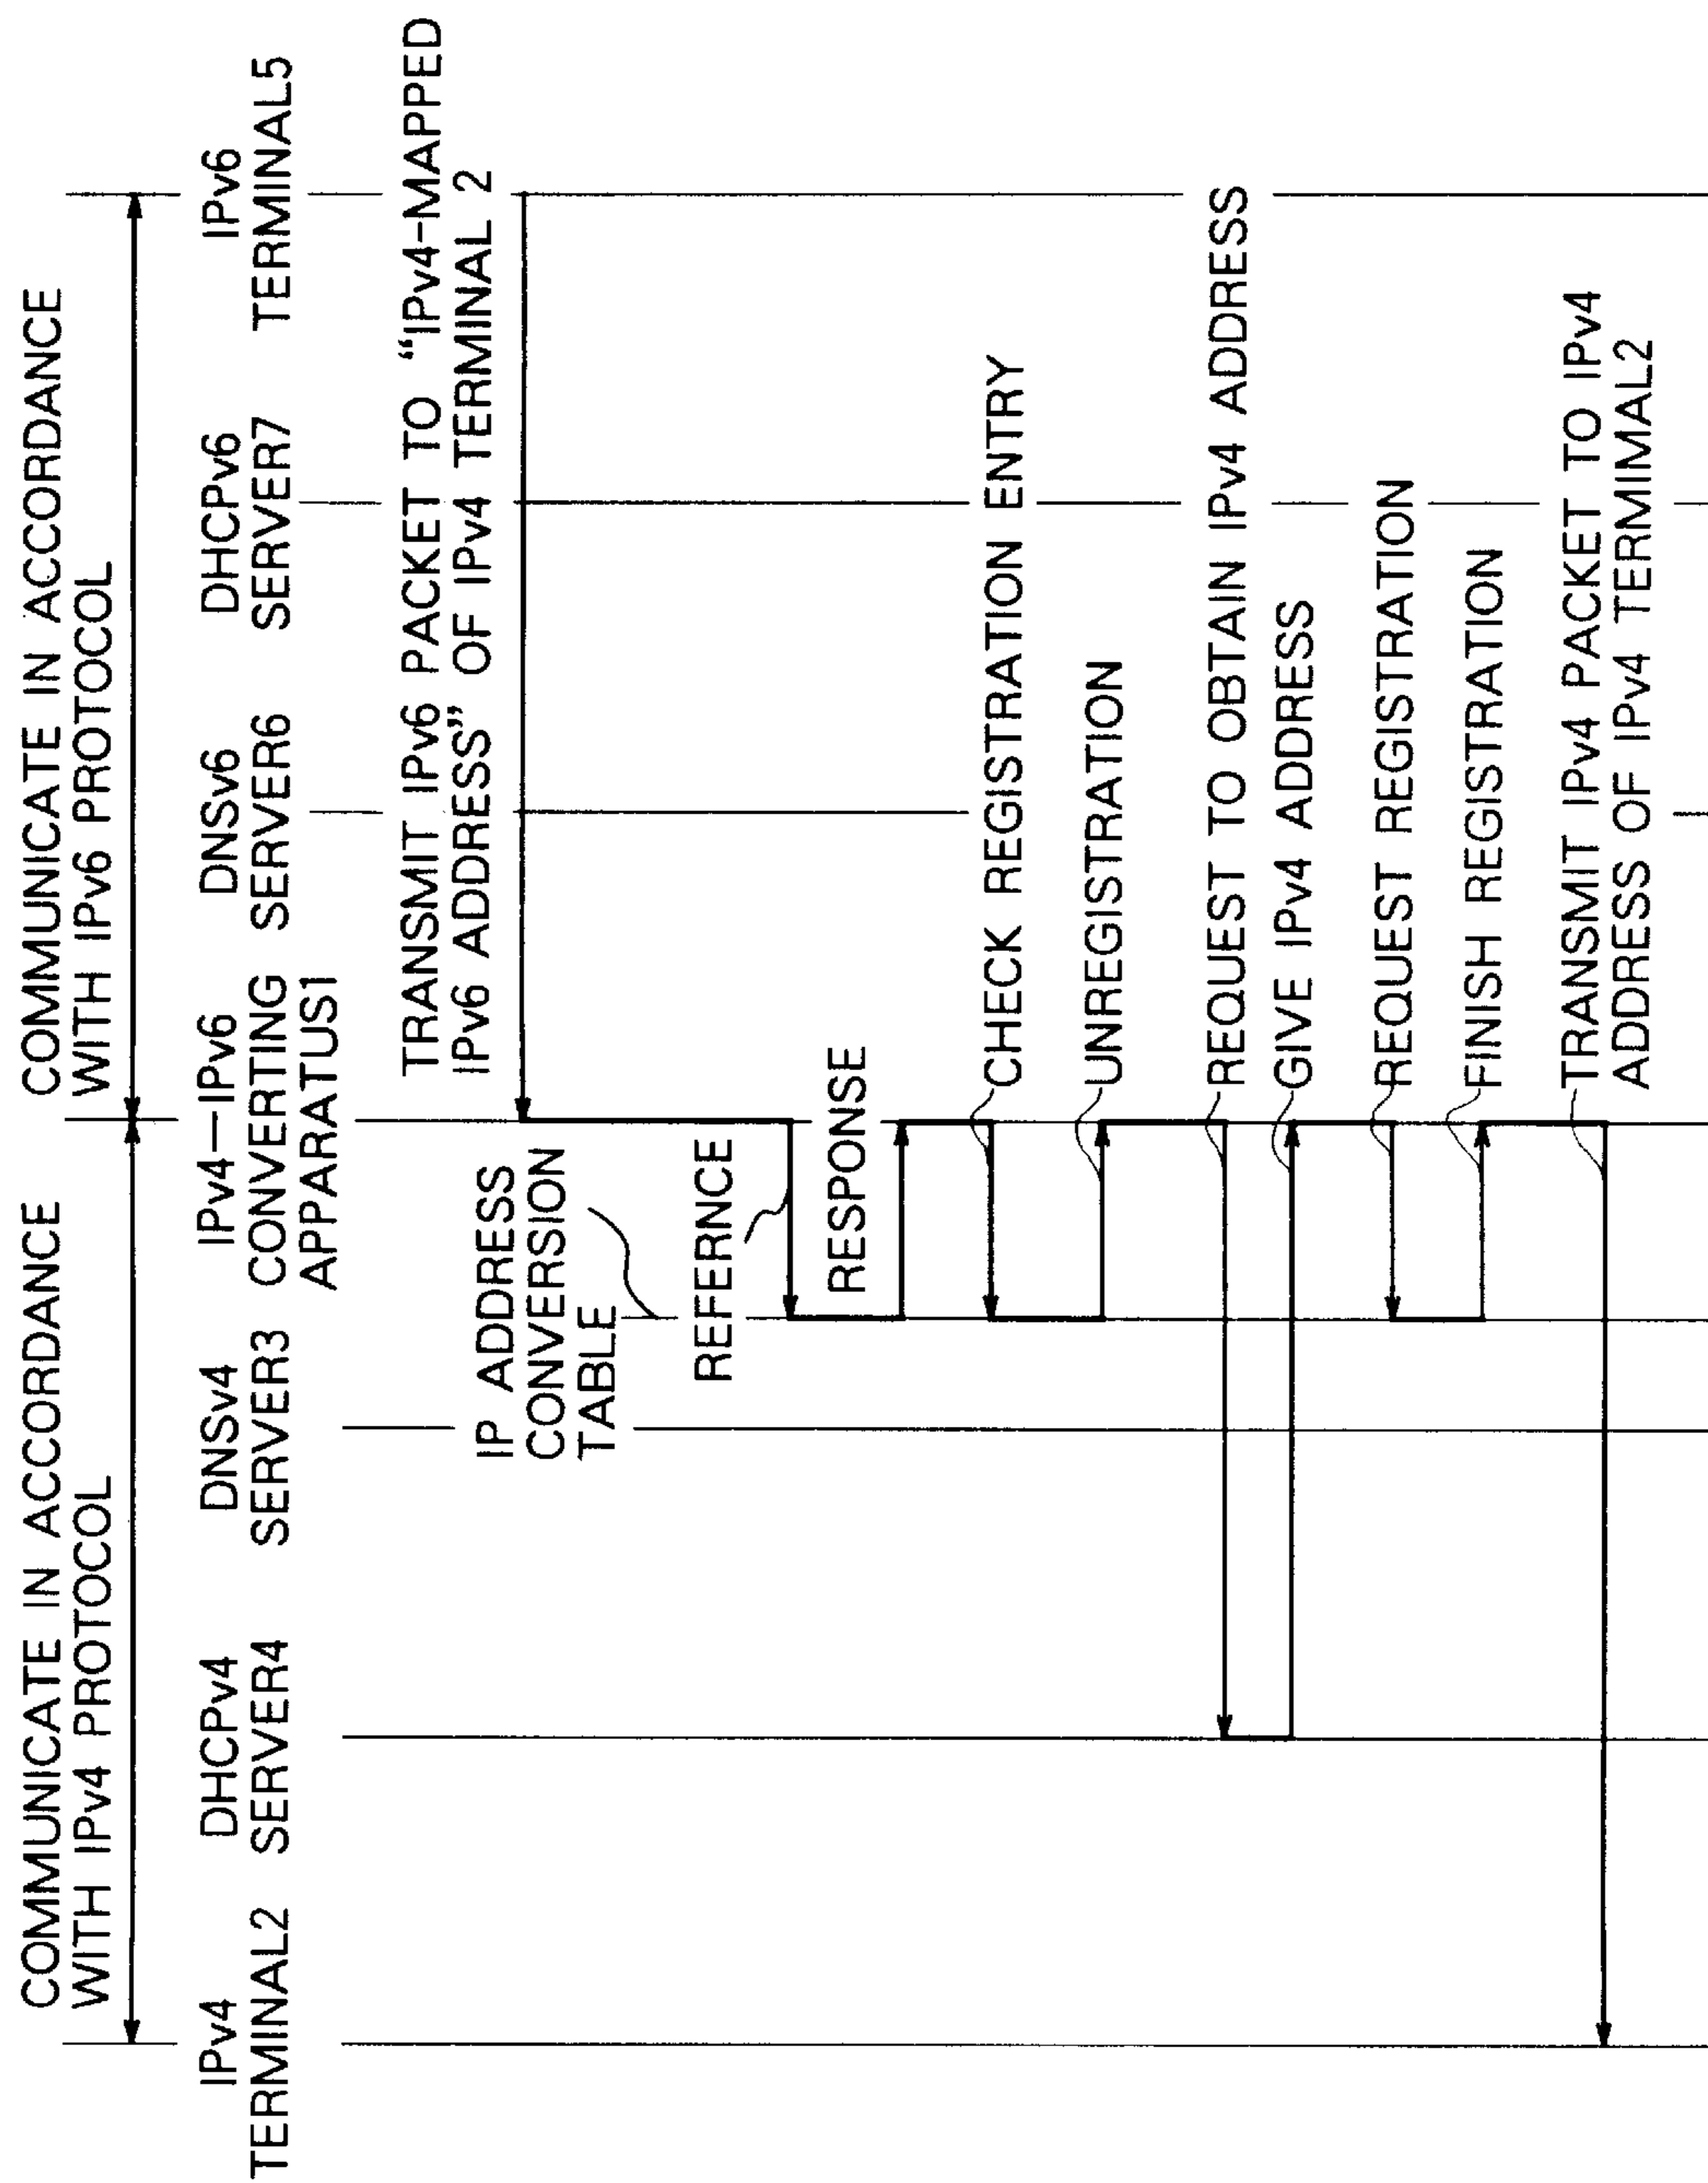 COMMUNICATE IN ACCORDANCE
WITH IPv4 PROTOCOL
COMMUNICATE IN ACCORDANCE
WITH IPv6 PROTOCOL
IPv4
TERMINAL2
DHCPv4
SERVER4
DNSv4
SERVER3
IPv4-IPv6
CONVERTING
APPARATUS1
DNSv6
SERVER6
DHCPv6
SERVER7
IPv6
TERMINAL5
TRANSMIT IPv6 PACKET TO “IPv4-MAPPED
IPv6 ADDRESS” OF IPv4 TERMINAL 2
IP ADDRESS
CONVERSION
TABLE
REFERNCE
RESPONSE
CHECK REGISTRATION ENTRY
UNREGISTRATION
REQUEST TO OBTAIN IPv4 ADDRESS
GIVE IPv4 ADDRESS
REQUEST REGISTRATION
FINISH REGISTRATION
TRANSMIT IPv4 PACKET TO IPv4
ADDRESS OF IPv4 TERMIMAL2